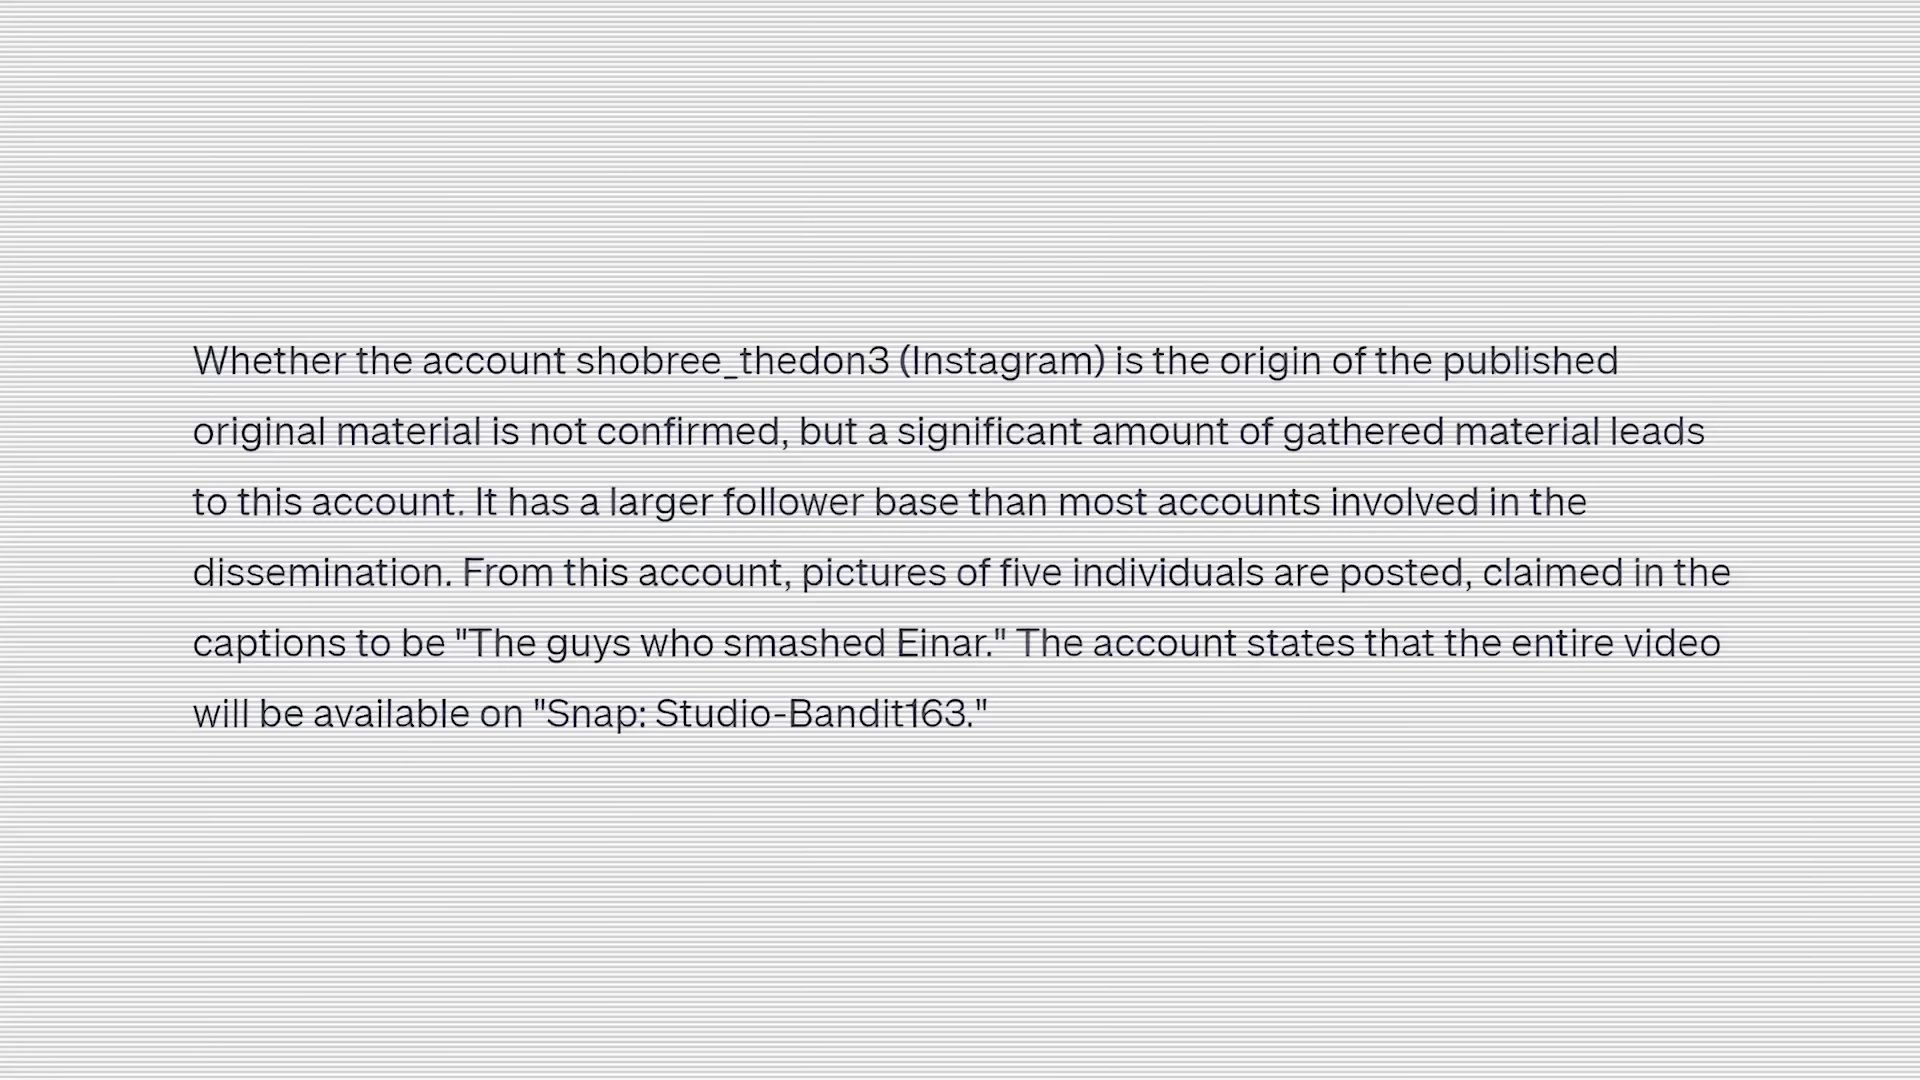 Whether the account shobree_thedon3 (Instagram) is the origin of the published
original material is not confirmed, but a significant amount of gathered material leads
to this account. It has a larger follower base than most accounts involved in the
dissemination. From this account, pictures of five individuals are posted, claimed in the
captions to be "The guys who smashed Einar." The account states that the entire video
will be available on "Snap: Studio-Bandit163."